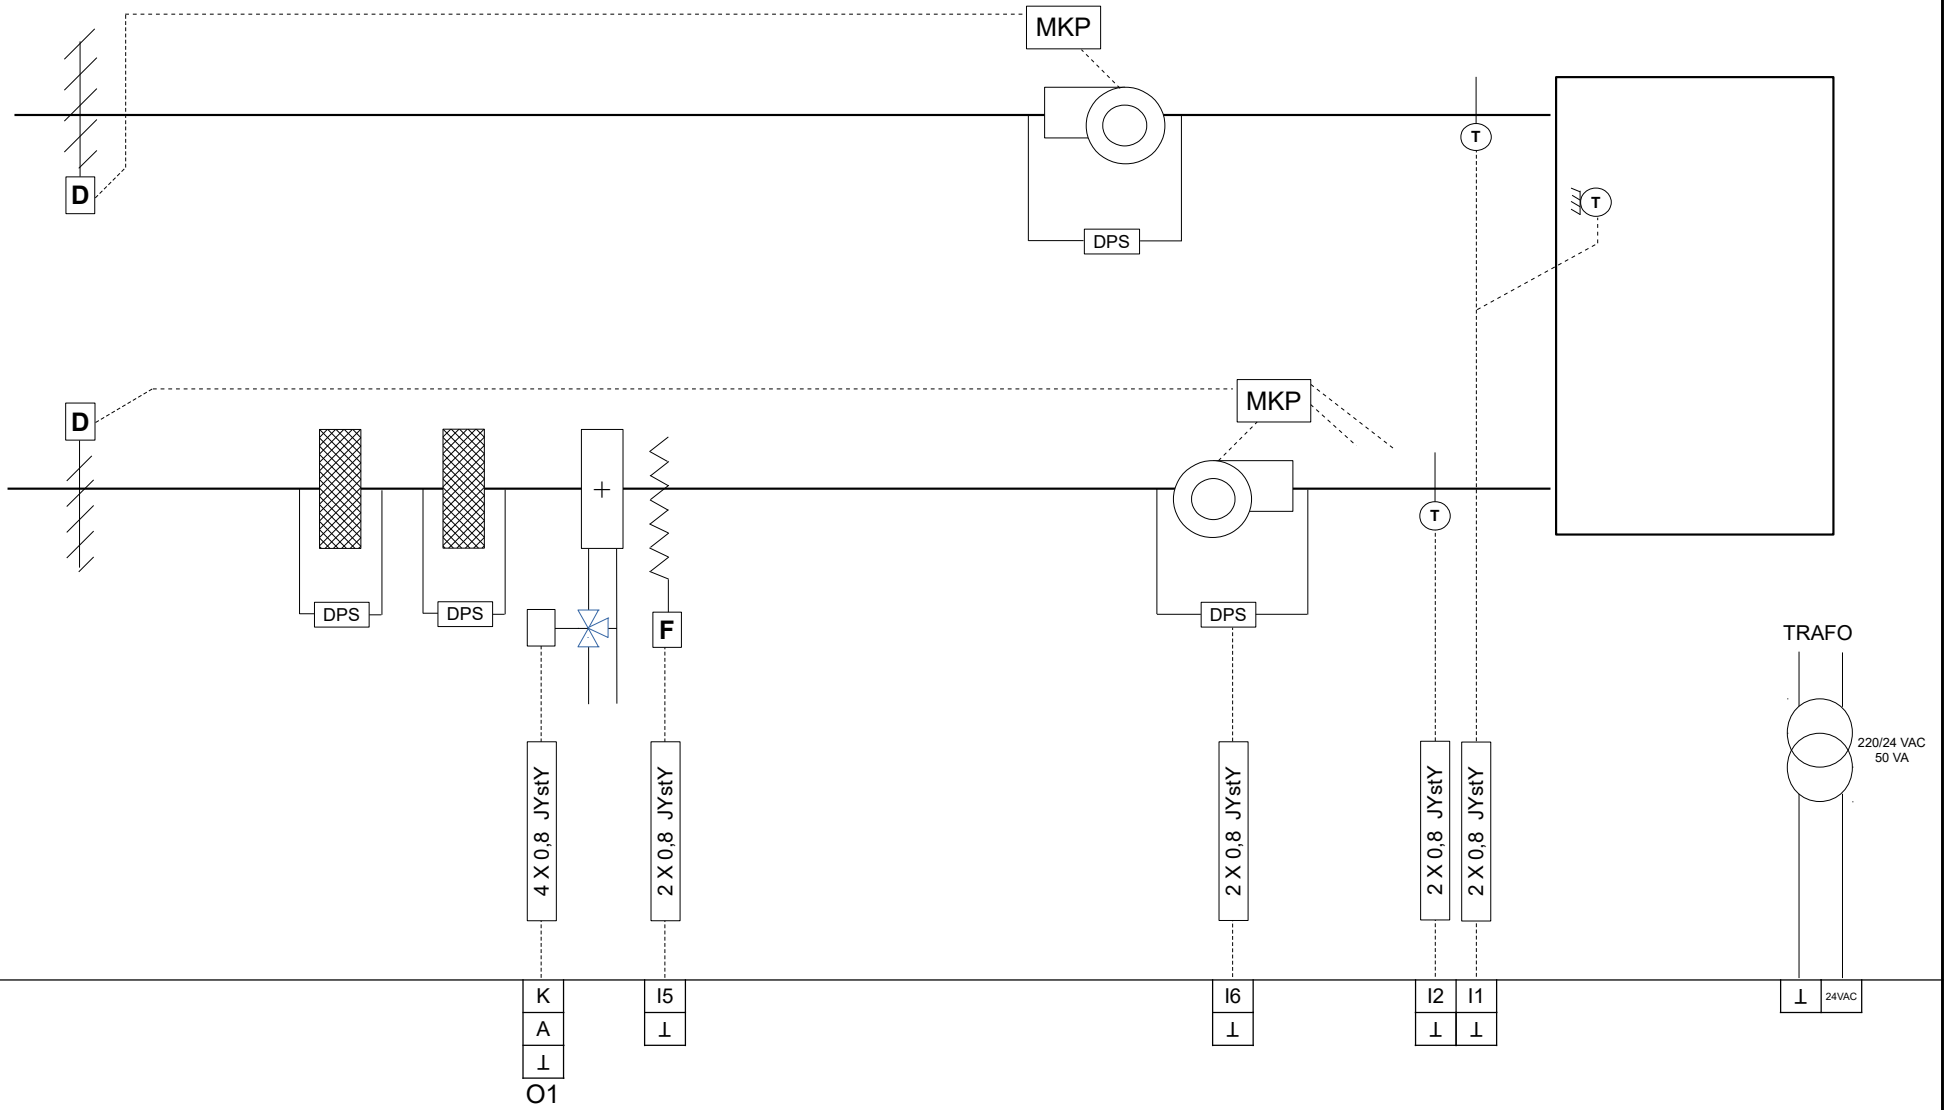 MKP
T
D
T
DPS
MKP
D
T
DPS
DPS
DPS
F
TRAFO
220/24 VAC
50 VA
4 X 0,8 JYstY
2 X 0,8 JYstY
2 X 0,8 JYstY
2 X 0,8 JYstY
2 X 0,8 JYstY
K
I5
I6
I2
I1
⊥
24VAC
A
⊥
⊥
⊥
⊥
⊥
O1